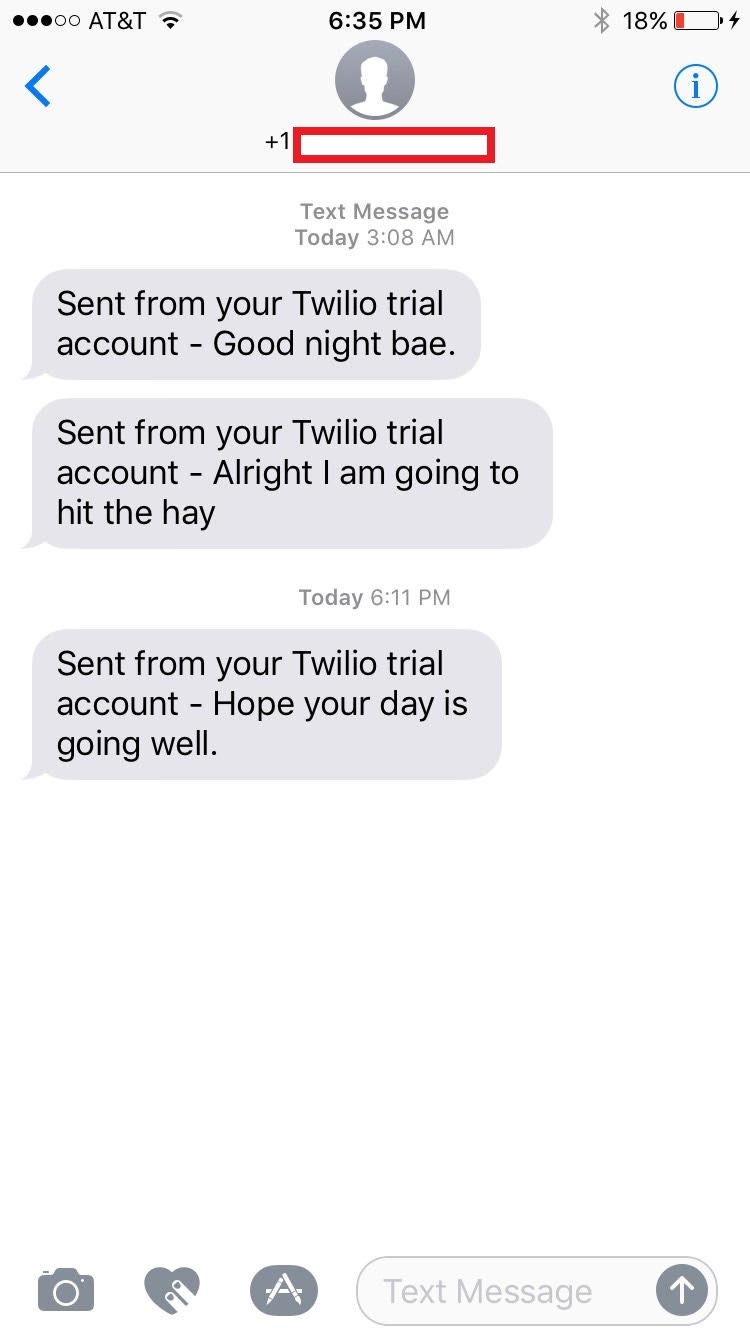 AT&T 6:35 PM 18%
+1
Text Message
Today 3:08 AM
Sent from your Twilio trial
account - Good night bae.
Sent from your Twilio trial
account - Alright I am going to
hit the hay
Today 6:11 PM
Sent from your Twilio trial
account - Hope your day is
going well.
Text Message